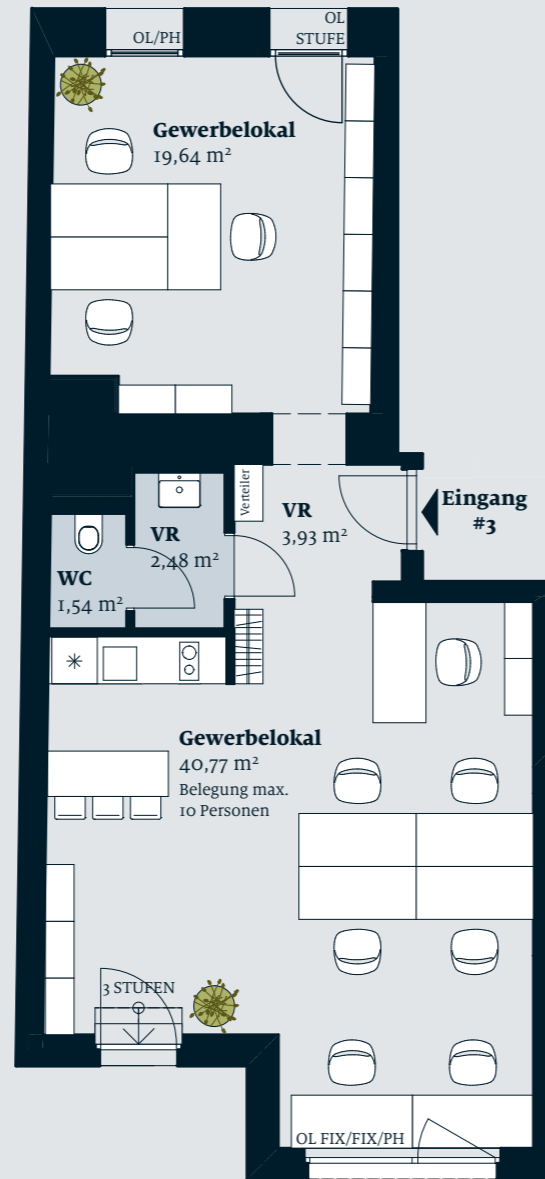 OL/PH
OL
STUFE
Gewerbelokal
19,64 m²
Verteiler
VR
3,93 m²
Eingang
#3
VR
2,48 m²
WC
1,54 m²
Gewerbelokal
40,77 m²
Belegung max.
10 Personen
3 STUFEN
OL FIX/FIX/PH